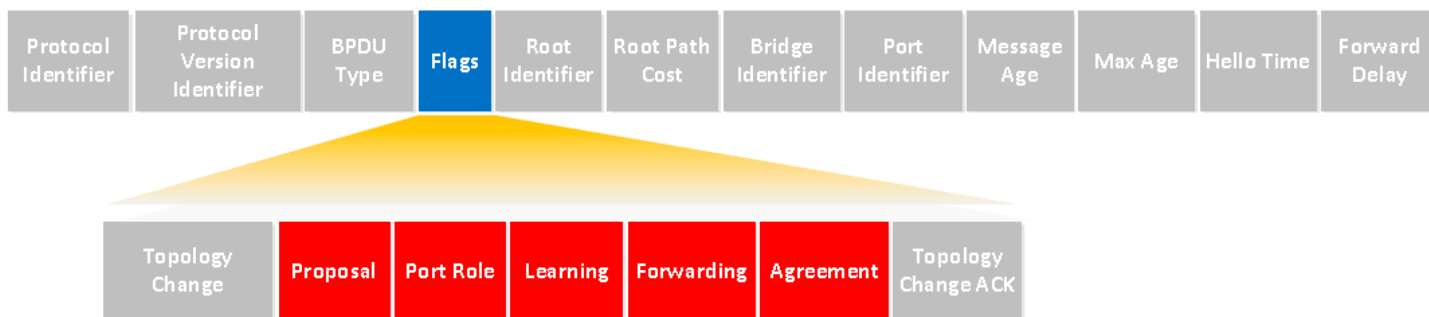 Protocol
Identifier
Protocol
Version
Identifier
BPDU
Type
Flags
Root
Identifier
Root Path
Cost
Bridge
Identifier
Port
Identifier
Message
Age
Max Age
Hello Time
Forward
Delay
Topology
Change
Proposal
Port Role
Learning
Forwarding
Agreement
Topology
Change ACK